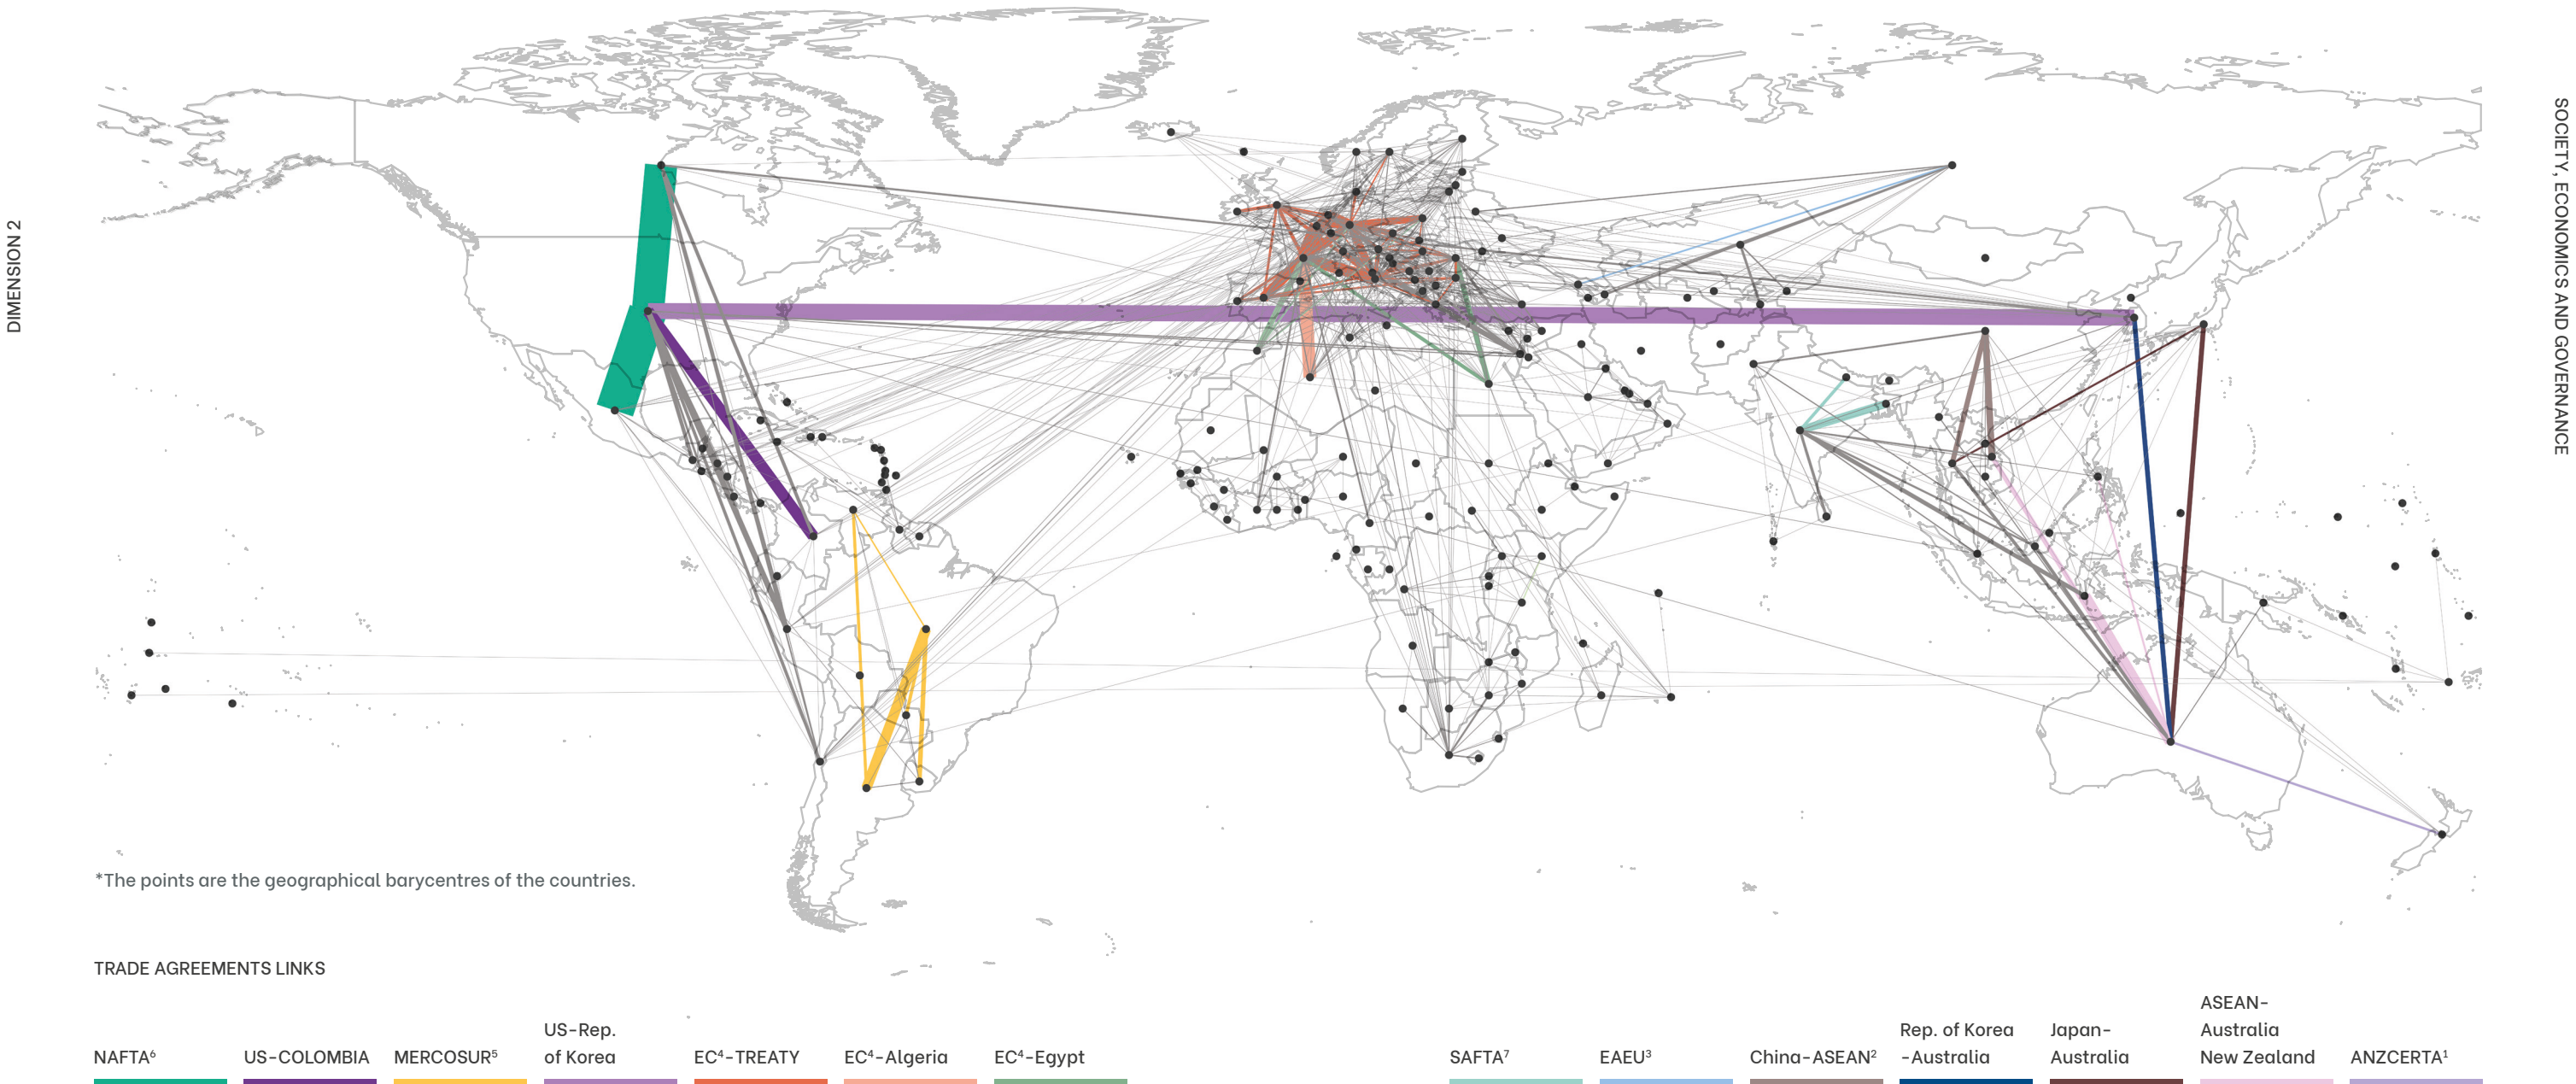 DIMENSION 2
SOCIETY, ECONOMICS AND GOVERNANCE
*The points are the geographical barycentres of the countries.
TRADE AGREEMENTS LINKS
NAFTA⁶
US-COLOMBIA
MERCOSUR⁵
US-Rep.
of Korea
EC⁴-TREATY
EC⁴-Algeria
EC⁴-Egypt
SAFTA⁷
EAEU³
China-ASEAN²
Rep. of Korea
-Australia
Japan-
Australia
ASEAN-
Australia
New Zealand
ANZCERTA¹